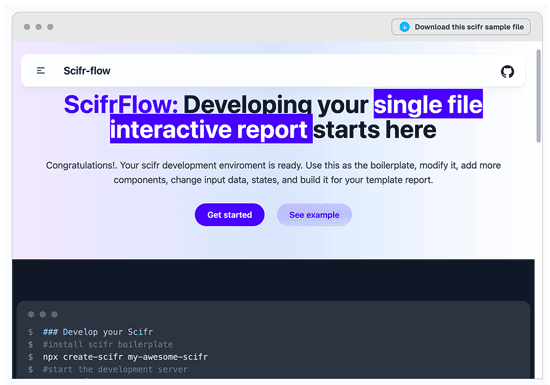 Download this scifr sample file
Scifr-flow
ScifrFlow: Developing your single file
interactive report starts here
Congratulations!. Your scifr development enviroment is ready. Use this as the boilerplate, modify it, add more
components, change input data, states, and build it for your template report.
Get started
See example
$ ### Develop your Scifr
$ #install scifr boilerplate
$ npx create-scifr my-awesome-scifr
$ #start the development server